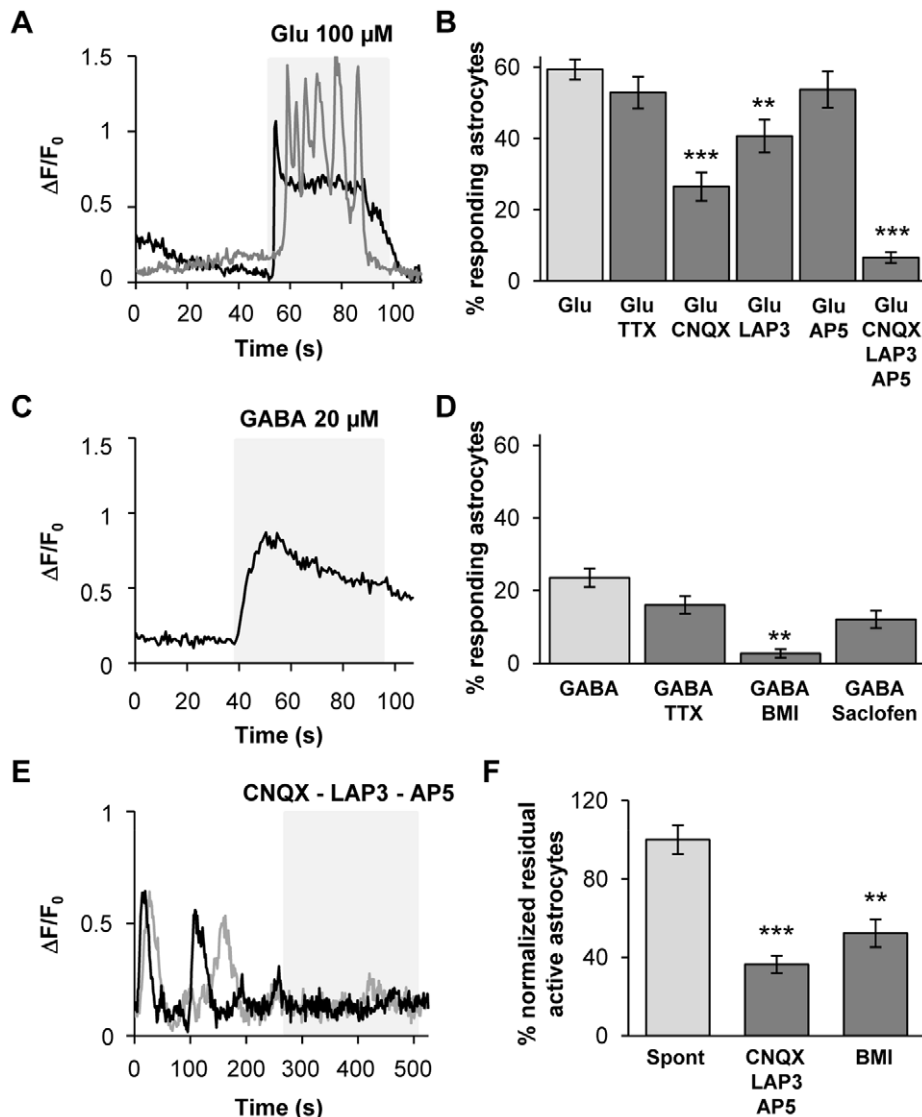 A
Glu 100 µM
1.5
1
0.5
0
ΔF/F0
0 20 40 60 80 100
Time (s)
B
% responding astrocytes
60
40
20
0
**
***
***
Glu Glu Glu Glu Glu Glu
TTX CNQX LAP3 AP5 CNQX
LAP3
AP5
C
GABA 20 µM
1.5
1
0.5
0
ΔF/F0
0 20 40 60 80 100
Time (s)
D
% responding astrocytes
60
40
20
0
**
GABA GABA GABA GABA
TTX BMI Saclofen
E
CNQX - LAP3 - AP5
1
0.5
0
ΔF/F0
0 100 200 300 400 500
Time (s)
F
% normalized residual
active astrocytes
120
80
40
0
***
**
Spont CNQX BMI
LAP3
AP5